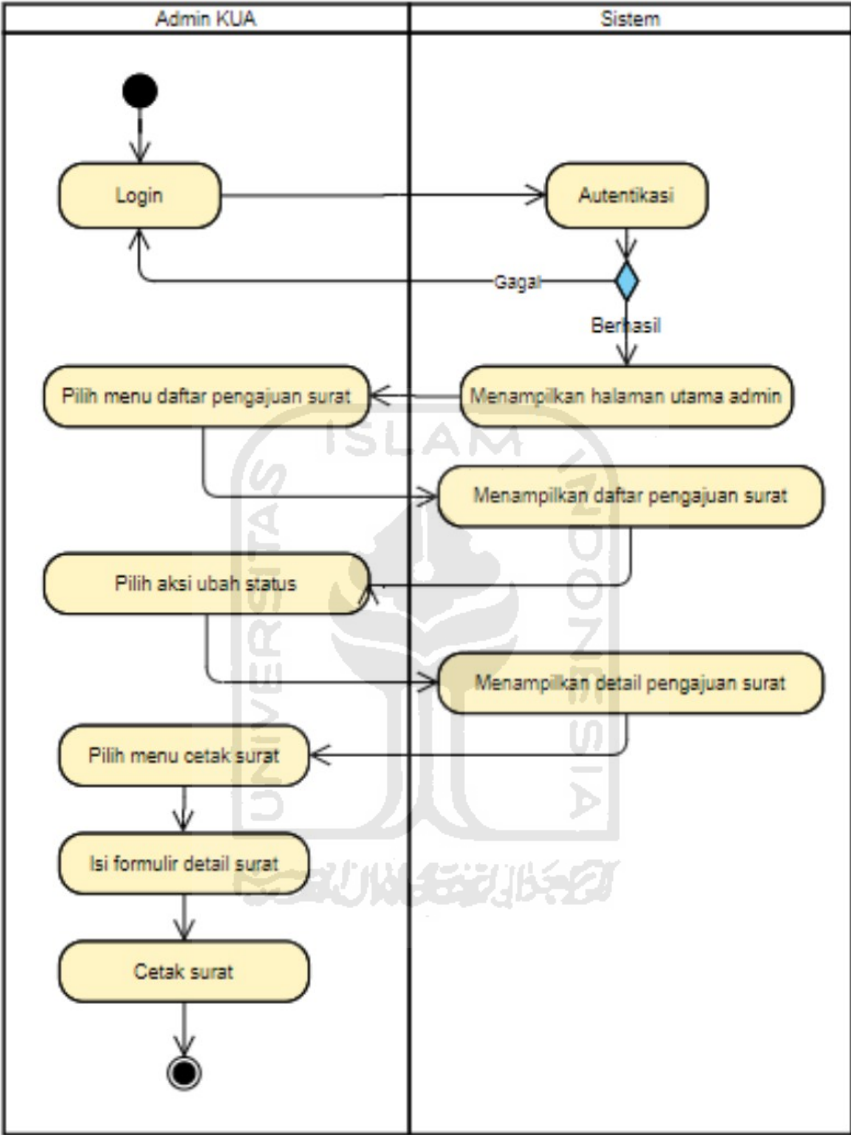 Admin KUA
Sistem
Login
Autentikasi
Gagal
Berhasil
Pilih menu daftar pengajuan surat
Menampilkan halaman utama admin
ISLAM
UNIVERSITAS
INDONESIA
Menampilkan daftar pengajuan surat
Pilih aksi ubah status
Menampilkan detail pengajuan surat
Pilih menu cetak surat
Isi formulir detail surat
Cetak surat